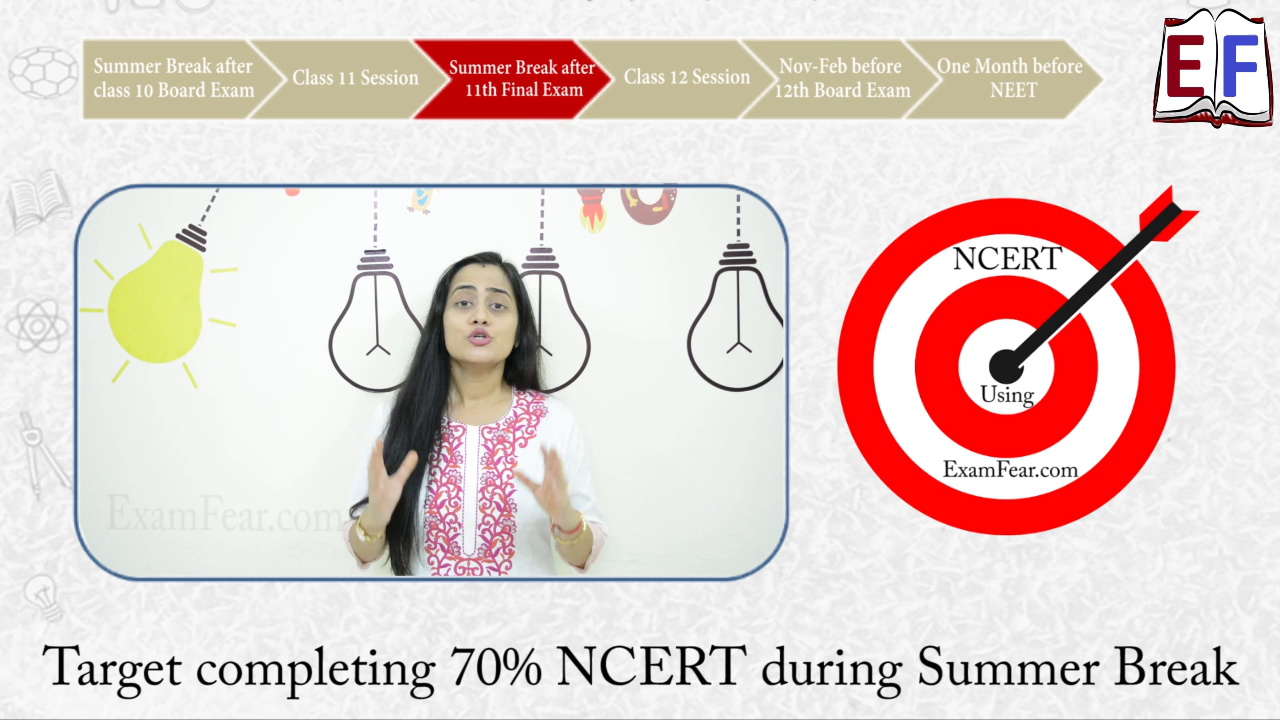 Summer Break after
class 10 Board Exam
Class 11 Session
Summer Break after
11th Final Exam
Class 12 Session
Nov-Feb before
12th Board Exam
One Month before
NEET
EF
NCERT
Using
ExamFear.com
ExamFear.com
Target completing 70% NCERT during Summer Break